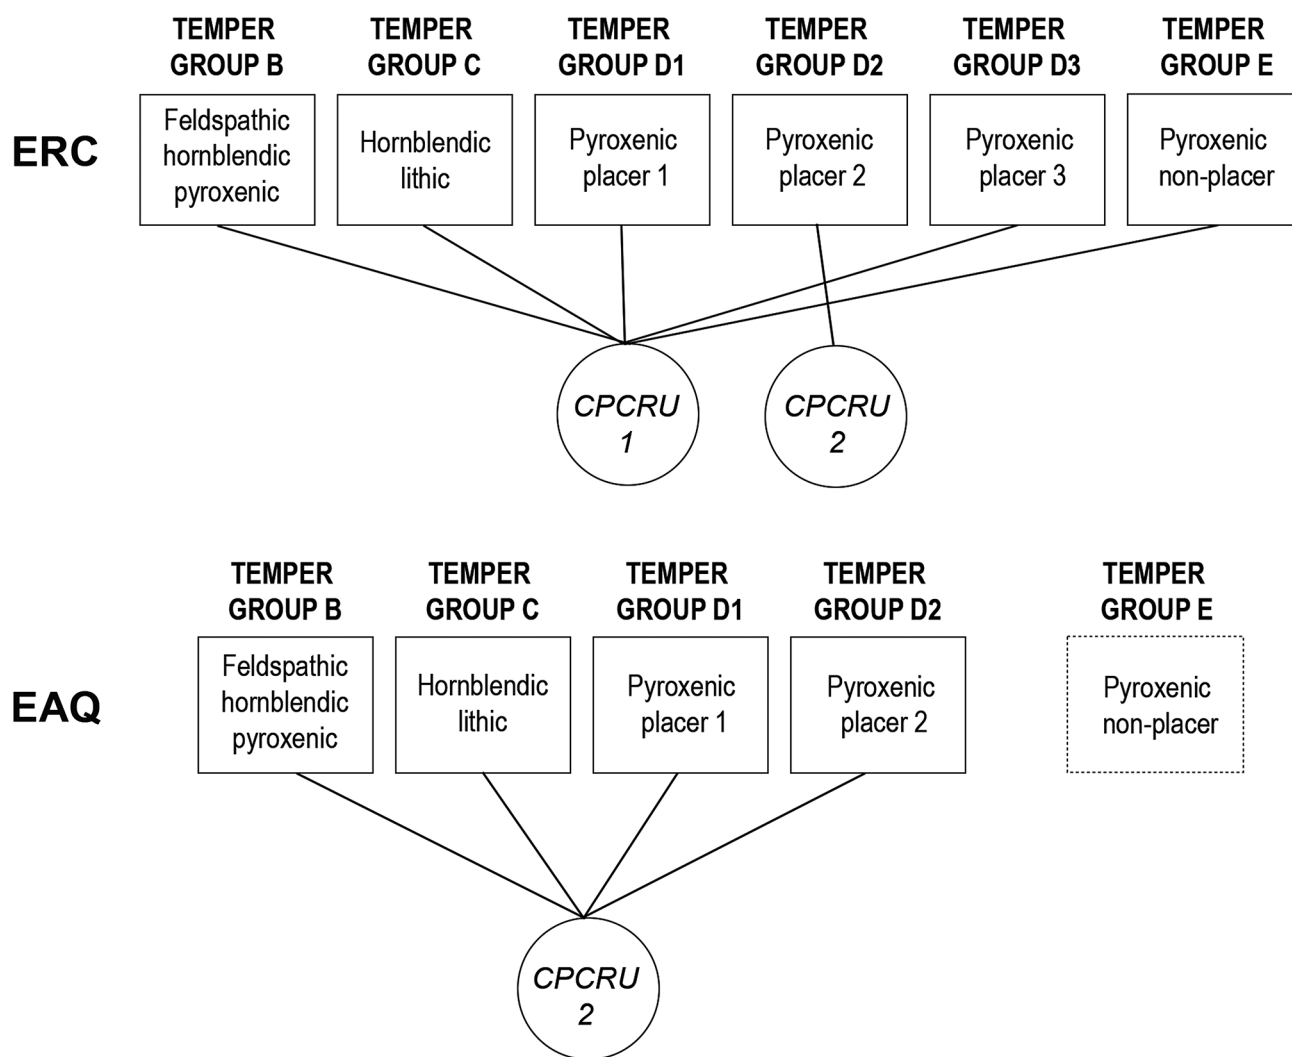 TEMPER GROUP B
TEMPER GROUP C
TEMPER GROUP D1
TEMPER GROUP D2
TEMPER GROUP D3
TEMPER GROUP E
ERC
Feldspathic
hornblendic
pyroxenic
Hornblendic
lithic
Pyroxenic
placer 1
Pyroxenic
placer 2
Pyroxenic
placer 3
Pyroxenic
non-placer
CPCRU
1
CPCRU
2
TEMPER
GROUP B
TEMPER
GROUP C
TEMPER
GROUP D1
TEMPER
GROUP D2
TEMPER
GROUP E
EAQ
Feldspathic
hornblendic
pyroxenic
Hornblendic
lithic
Pyroxenic
placer 1
Pyroxenic
placer 2
Pyroxenic
non-placer
CPCRU
2